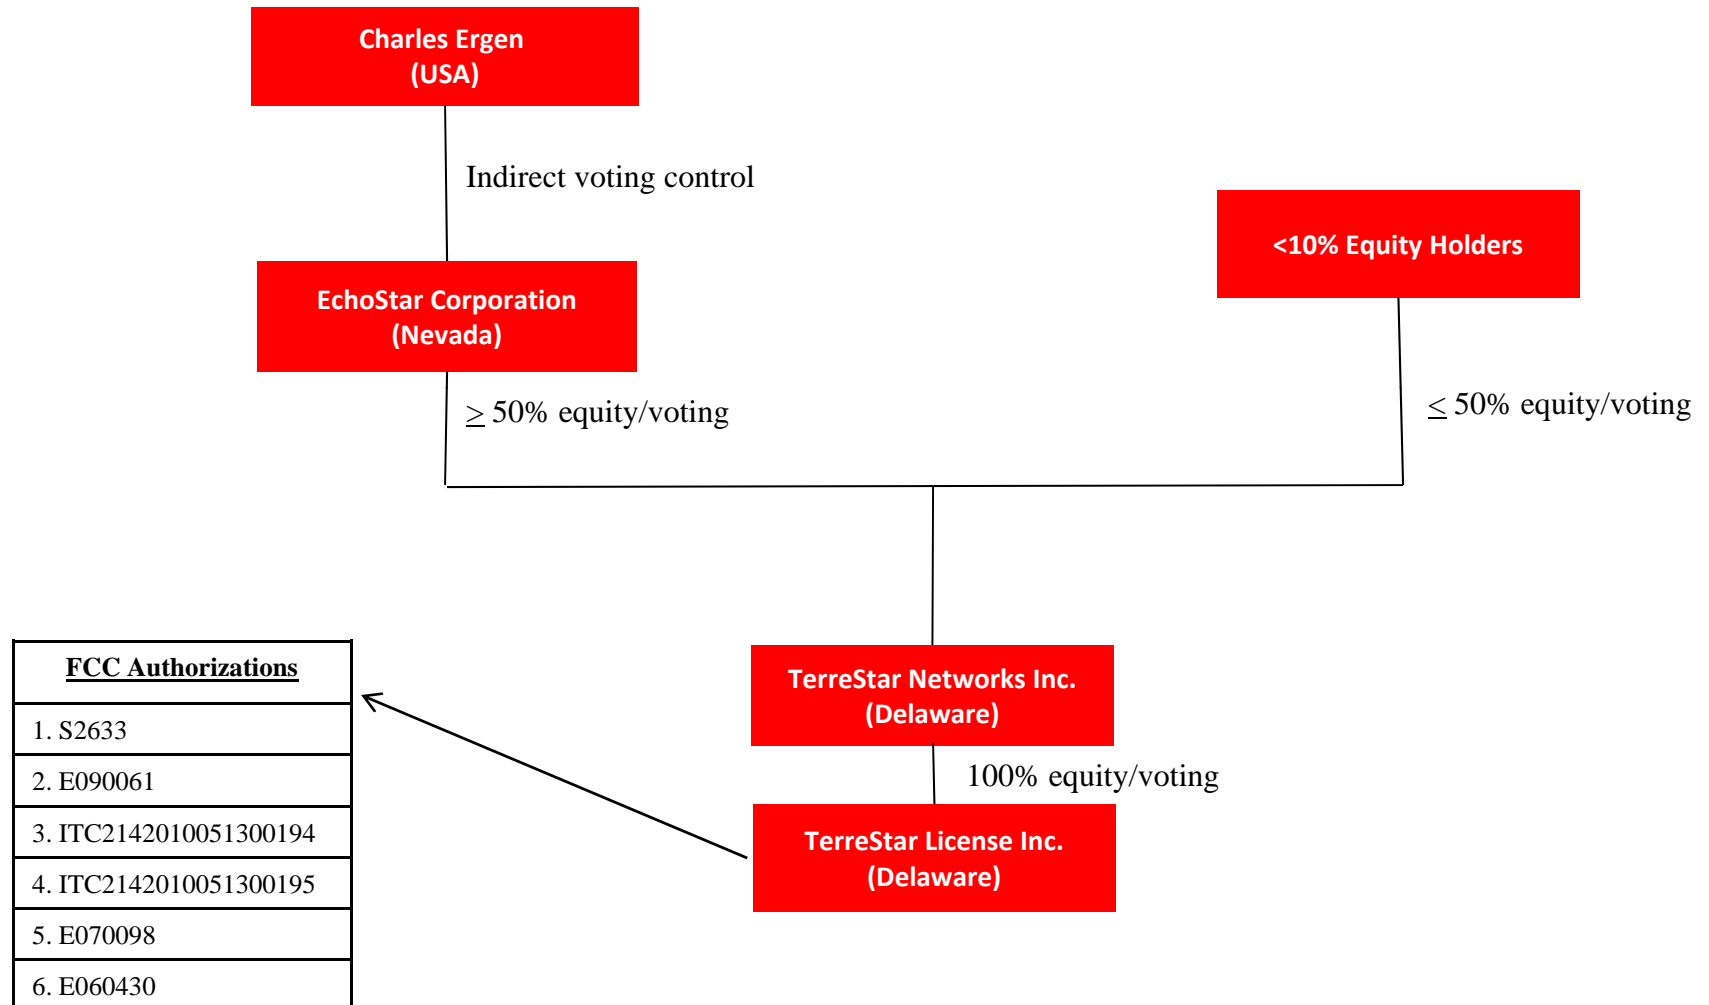 Charles Ergen
(USA)
Indirect voting control
<10% Equity Holders
EchoStar Corporation
(Nevada)
≥ 50% equity/voting
≤ 50% equity/voting
FCC Authorizations
1. S2633
2. E090061
3. ITC2142010051300194
4. ITC2142010051300195
5. E070098
6. E060430
TerreStar Networks Inc.
(Delaware)
100% equity/voting
TerreStar License Inc.
(Delaware)